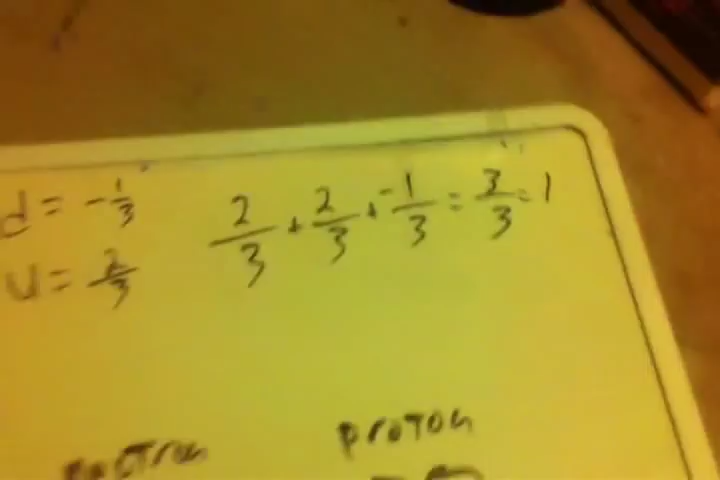 d = -1/3
u = 2/3
2/3 + 2/3 + -1/3 = 3/3 = 1
proton